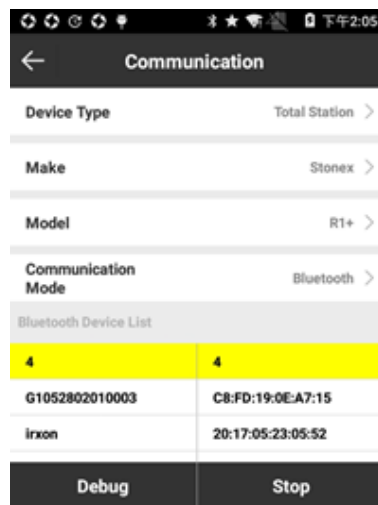 下午2:05
Communication
Device Type Total Station
Make Stonex
Model R1+
Communication
Mode Bluetooth
Bluetooth Device List
4 4
G1052802010003 C8:FD:19:0E:A7:15
irxon 20:17:05:23:05:52
Debug Stop